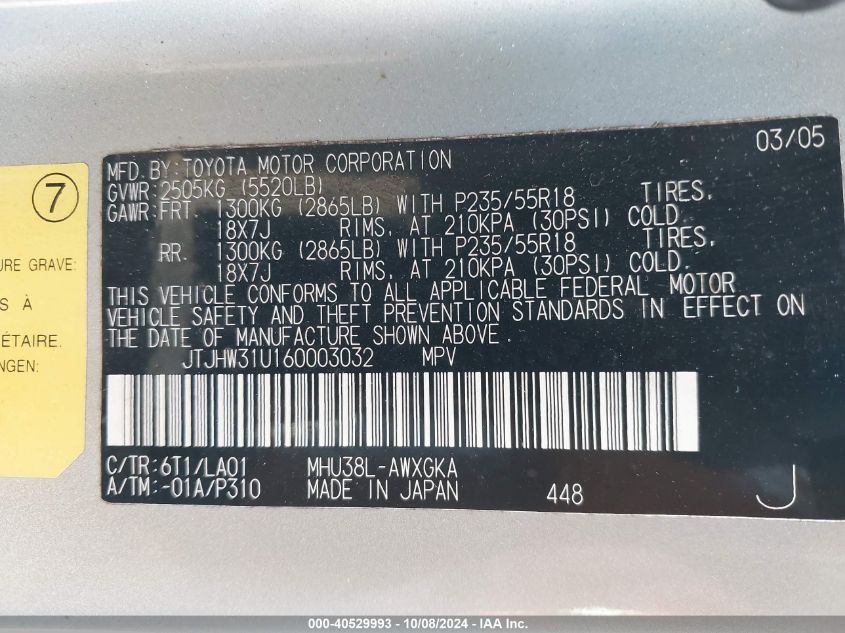 03/05
MFD. BY: TOYOTA MOTOR CORPORATION
GVWR: 2505KG (5520LB)
GAWR: FRT. 1300KG (2865LB) WITH P235/55R18 TIRES,
18X7J RIMS, AT 210KPA (30PSI) COLD.
RR. 1300KG (2865LB) WITH P235/55R18 TIRES,
18X7J RIMS, AT 210KPA (30PSI) COLD.
THIS VEHICLE CONFORMS TO ALL APPLICABLE FEDERAL MOTOR
VEHICLE SAFETY AND THEFT PREVENTION STANDARDS IN EFFECT ON
THE DATE OF MANUFACTURE SHOWN ABOVE.
JTJHW31U160003032 MPV
C/TR: 6T1/LA01 MHU38L-AWXGKA
A/TM: -01A/P310 MADE IN JAPAN 448 J
7
URE GRAVE:
S À
ÉTAIRE.
NGEN:
000-40529993 - 10/08/2024 - IAA Inc.